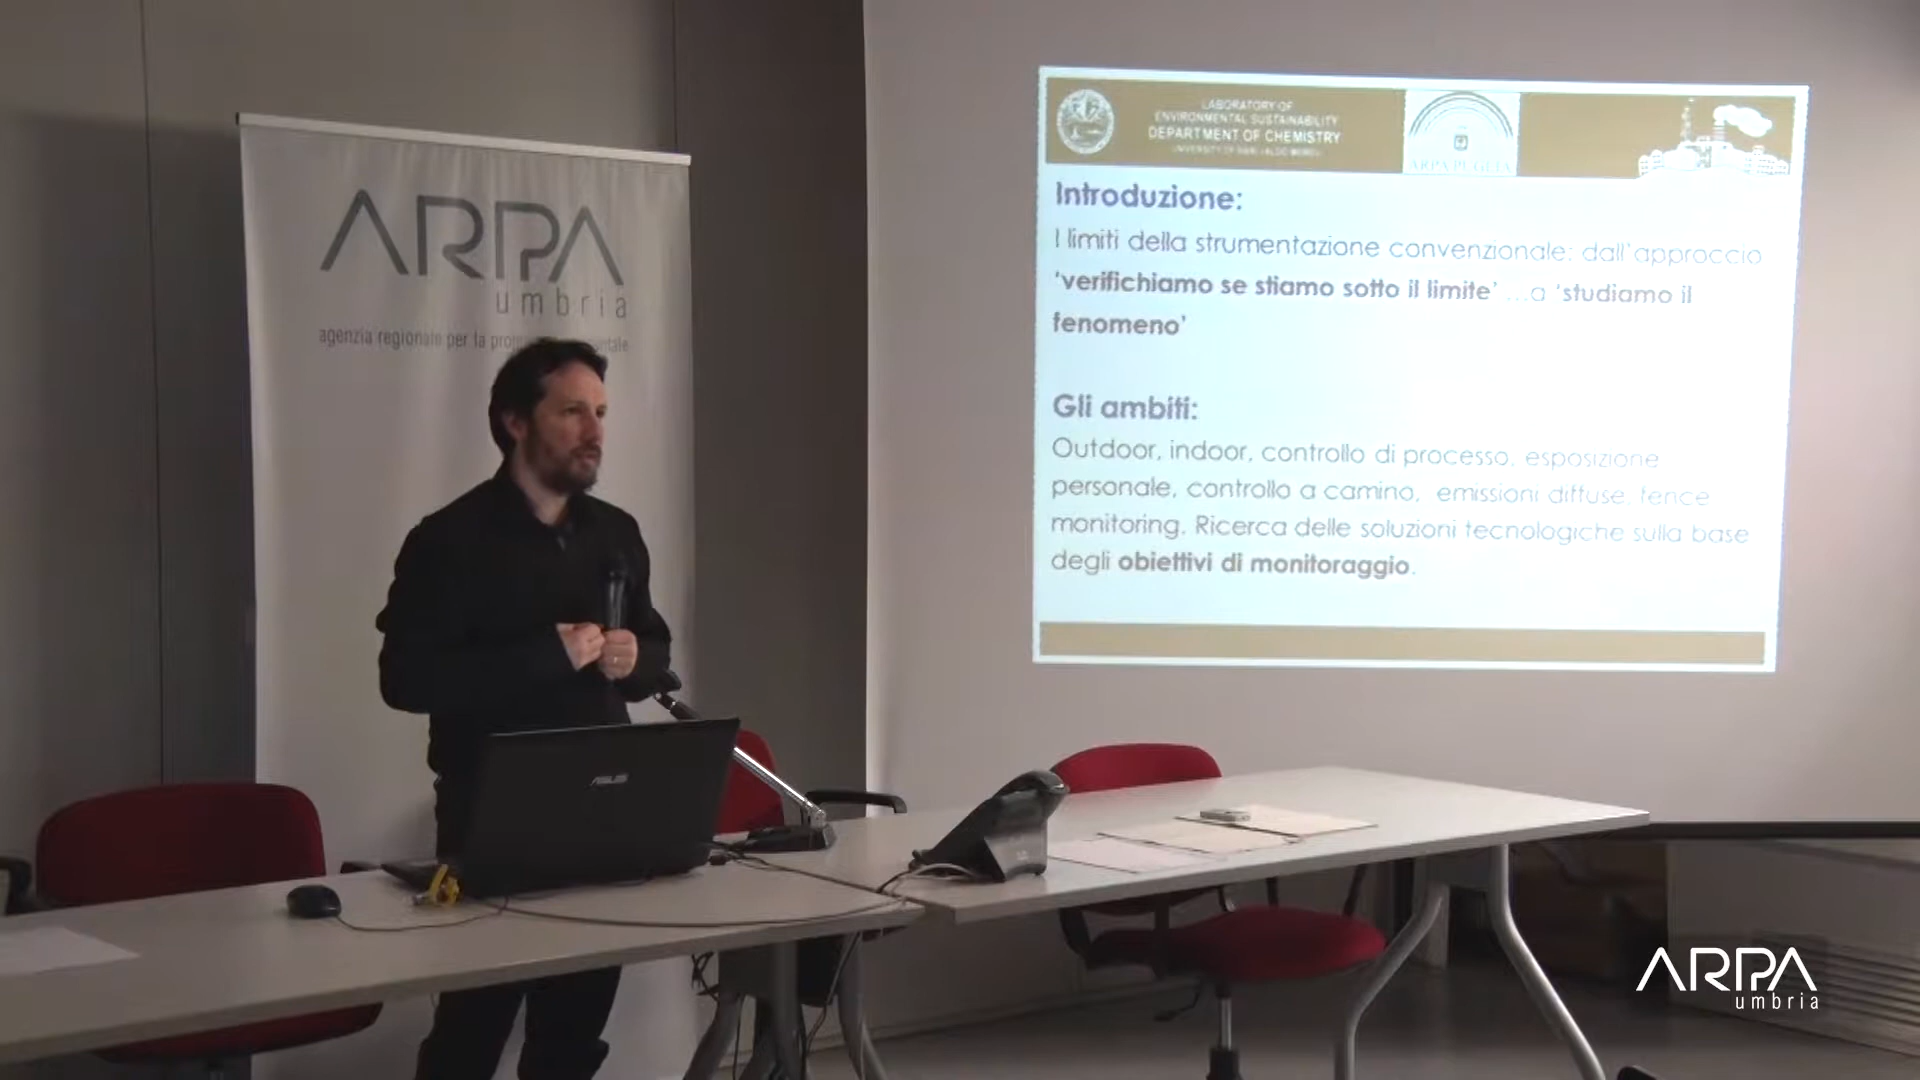 ARPA
umbria
agenzia regionale per la
LABORATORY OF
ENVIRONMENTAL SUSTAINABILITY
DEPARTMENT OF CHEMISTRY
ARPA PUGLIA
Introduzione:
I limiti della strumentazione convenzionale: dall'approccio
'verifichiamo se stiamo sotto il limite' ...a 'studiamo il
fenomeno'
Gli ambiti:
Outdoor, indoor, controllo di processo, esposizione
personale, controllo a camino, emissioni diffuse, fence
monitoring. Ricerca delle soluzioni tecnologiche sulla base
degli obiettivi di monitoraggio.
ASUS
ARPA
umbria